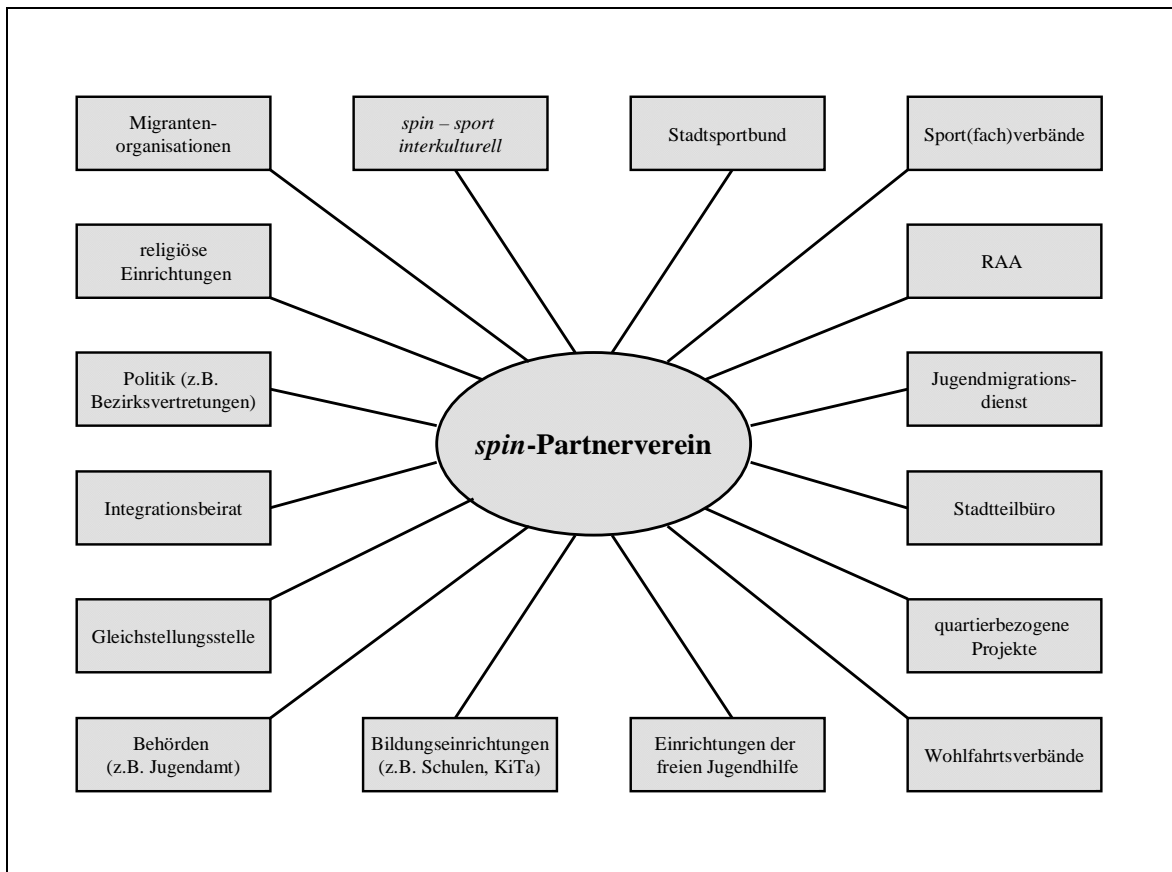 Migranten-
organisationen
spin – sport
interkulturell
Stadtsportbund
Sport(fach)verbände
religiöse
Einrichtungen
RAA
Politik (z.B.
Bezirksvertretungen)
Jugendmigrations-
dienst
spin-Partnerverein
Integrationsbeirat
Stadtteilbüro
Gleichstellungsstelle
quartierbezogene
Projekte
Behörden
(z.B. Jugendamt)
Bildungseinrichtungen
(z.B. Schulen, KiTa)
Einrichtungen der
freien Jugendhilfe
Wohlfahrtsverbände